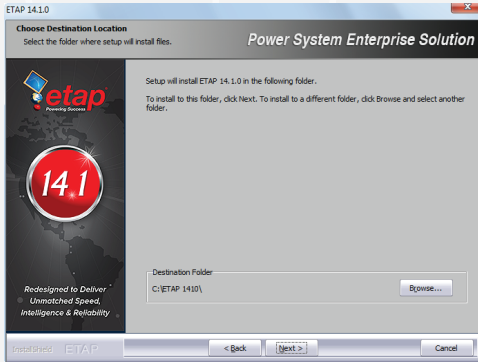 ETAP 14.1.0
Choose Destination Location
Select the folder where setup will install files.
Power System Enterprise Solution
etap
Powering Success
14.1
Redesigned to Deliver
Unmatched Speed,
Intelligence & Reliability
Setup will install ETAP 14.1.0 in the following folder.
To install to this folder, click Next. To install to a different folder, click Browse and select another
folder.
Destination Folder
C:\ETAP 1410\
Browse...
InstallShield ETAP
< Back
Next >
Cancel